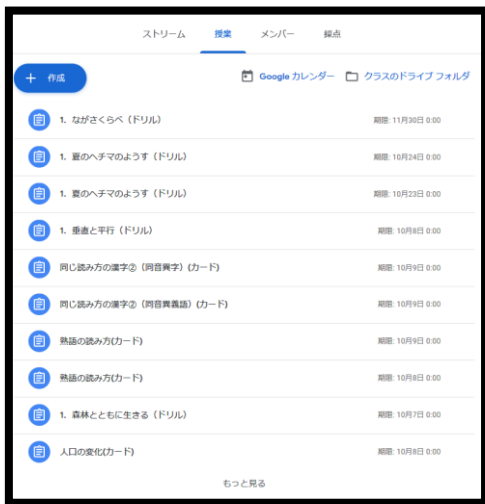 ストリーム 授業 メンバー 採点
+ 作成 Google カレンダー クラスのドライブ フォルダ
1. ながさくらべ（ドリル） 期限: 11月30日 0:00
1. 夏のヘチマのようす（ドリル） 期限: 10月24日 0:00
1. 夏のヘチマのようす（ドリル） 期限: 10月23日 0:00
1. 垂直と平行（ドリル） 期限: 10月8日 0:00
同じ読み方の漢字②（同音異字）(カード) 期限: 10月9日 0:00
同じ読み方の漢字②（同音異義語）(カード) 期限: 10月9日 0:00
熟語の読み方(カード) 期限: 10月9日 0:00
熟語の読み方(カード) 期限: 10月8日 0:00
1. 森林とともに生きる（ドリル） 期限: 10月7日 0:00
人口の変化(カード) 期限: 10月8日 0:00
もっと見る